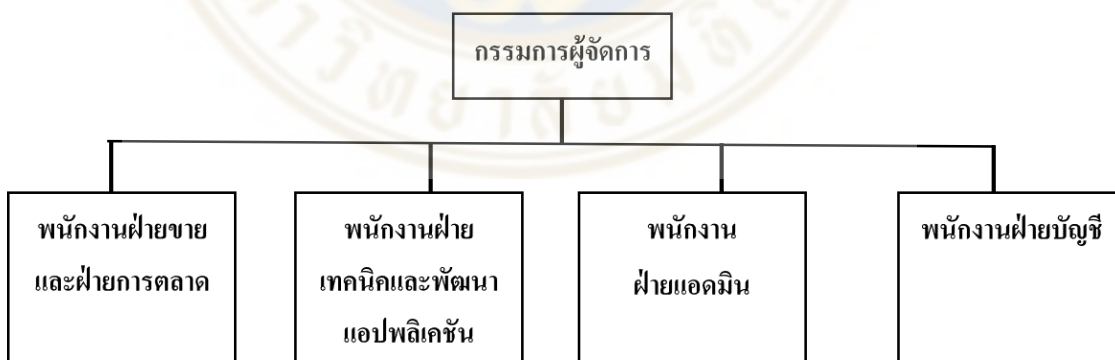 กรรมการผู้จัดการ
พนักงานฝ่ายขาย
และฝ่ายการตลาด
พนักงานฝ่าย
เทคนิคและพัฒนา
แอปพลิเคชัน
พนักงาน
ฝ่ายแอดมิน
พนักงานฝ่ายบัญชี